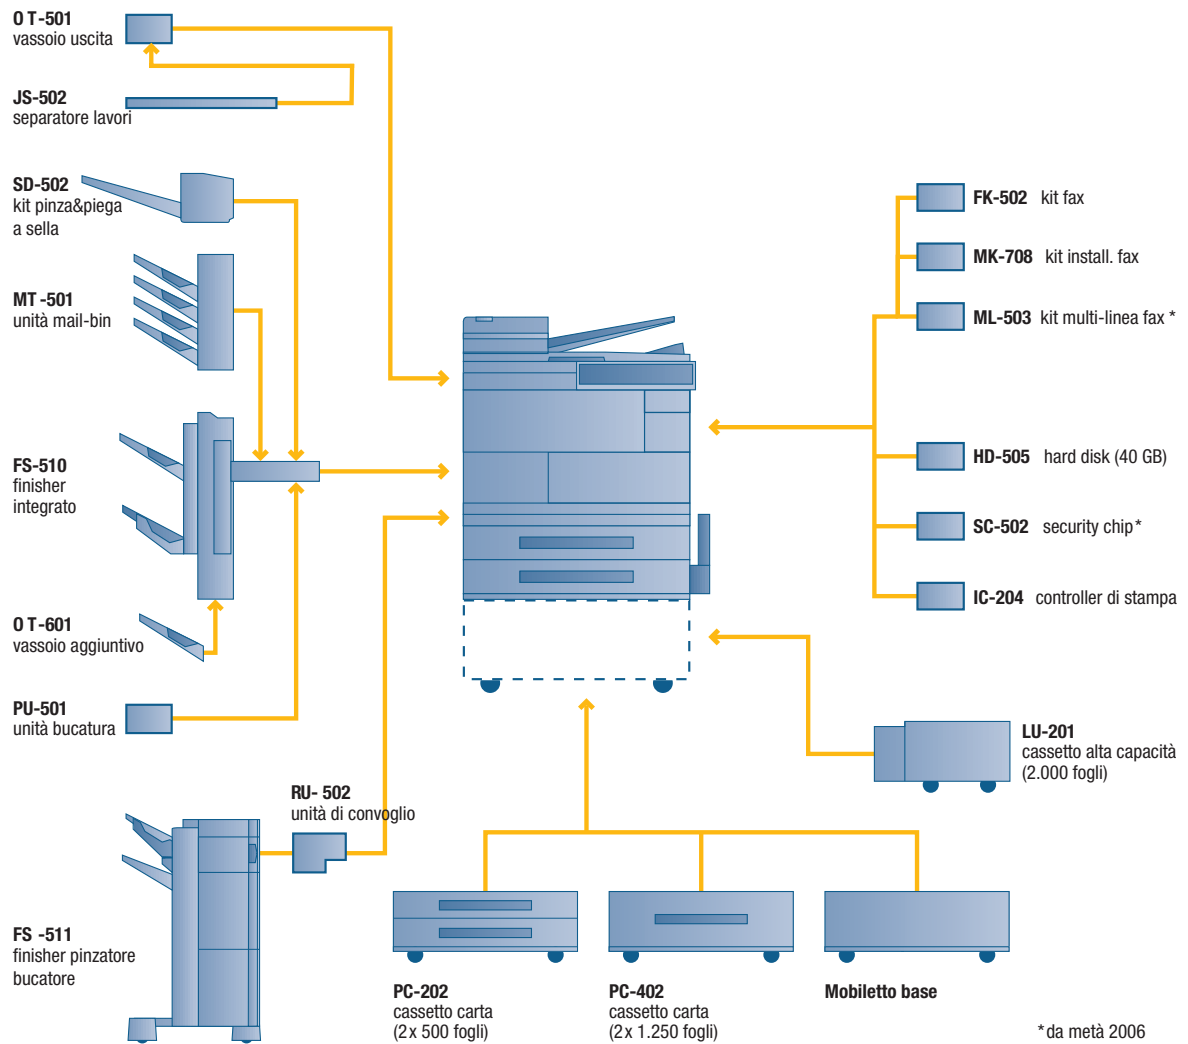 O T-501
vassoio uscita
JS-502
separatore lavori
SD-502
kit pinza&piega
a sella
MT -501
unità mail-bin
FS-510
finisher
integrato
O T-601
vassoio aggiuntivo
PU-501
unità bucatura
RU- 502
unità di convoglio
FS -511
finisher pinzatore
bucatore
FK-502 kit fax
MK-708 kit install. fax
ML-503 kit multi-linea fax *
HD-505 hard disk (40 GB)
SC-502 security chip*
IC-204 controller di stampa
LU-201
cassetto alta capacità
(2.000 fogli)
PC-202
cassetto carta
(2 x 500 fogli)
PC-402
cassetto carta
(2 x 1.250 fogli)
Mobiletto base
*da metà 2006